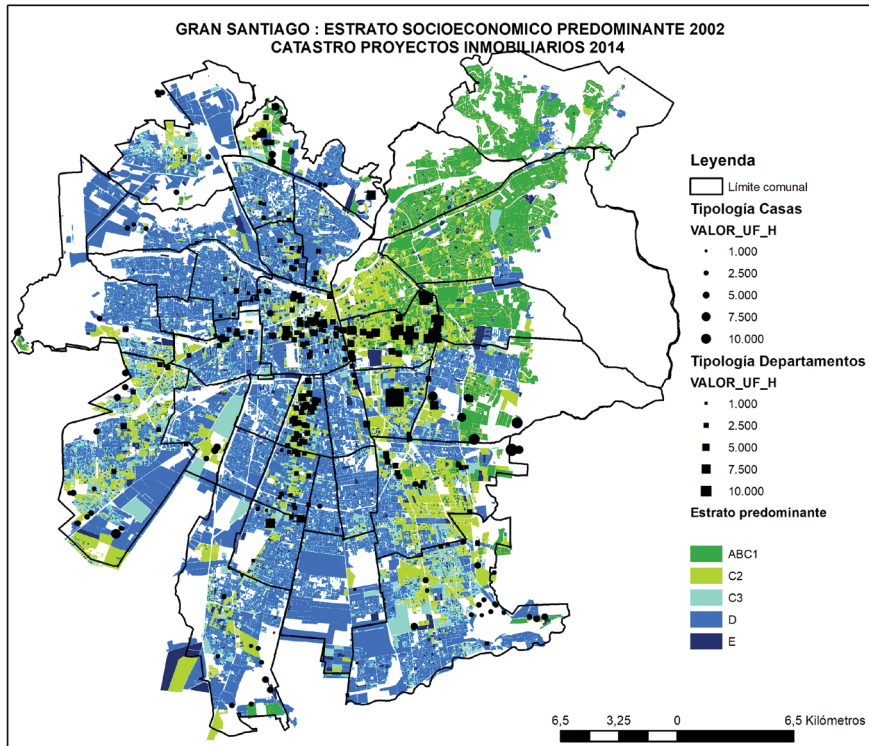 GRAN SANTIAGO : ESTRATO SOCIOECONOMICO PREDOMINANTE 2002
CATASTRO PROYECTOS INMOBILIARIOS 2014
Leyenda
Límite comunal
Tipología Casas
VALOR_UF_H
1.000
2.500
5.000
7.500
10.000
Tipología Departamentos
VALOR_UF_H
1.000
2.500
5.000
7.500
10.000
Estrato predominante
ABC1
C2
C3
D
E
6,5 3,25 0 6,5 Kilómetros